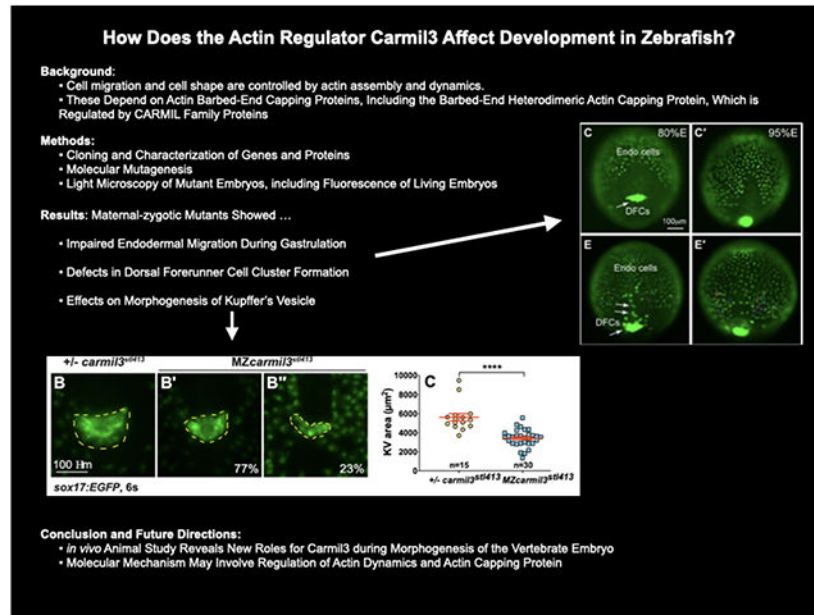 How Does the Actin Regulator Carmil3 Affect Development in Zebrafish?
Background:
• Cell migration and cell shape are controlled by actin assembly and dynamics.
• These Depend on Actin Barbed-End Capping Proteins, Including the Barbed-End Heterodimeric Actin Capping Protein, Which is
Regulated by CARMIL Family Proteins
Methods:
• Cloning and Characterization of Genes and Proteins
• Molecular Mutagenesis
• Light Microscopy of Mutant Embryos, including Fluorescence of Living Embryos
Results: Maternal-zygotic Mutants Showed ...
• Impaired Endodermal Migration During Gastrulation
• Defects in Dorsal Forerunner Cell Cluster Formation
• Effects on Morphogenesis of Kupffer's Vesicle
C 80%E
Endo cells
DFCs
100μm
C' 95%E
E
Endo cells
DFCs
E'
+/- carmil3stl413
MZcarmil3stl413
B
100 µm
B'
77%
B"
23%
sox17:EGFP, 6s
C
****
KV area (μm²)
10000
8000
6000
4000
2000
0
n=15
n=30
+/- carmil3stl413 MZcarmil3stl413
Conclusion and Future Directions:
• in vivo Animal Study Reveals New Roles for Carmil3 during Morphogenesis of the Vertebrate Embryo
• Molecular Mechanism May Involve Regulation of Actin Dynamics and Actin Capping Protein